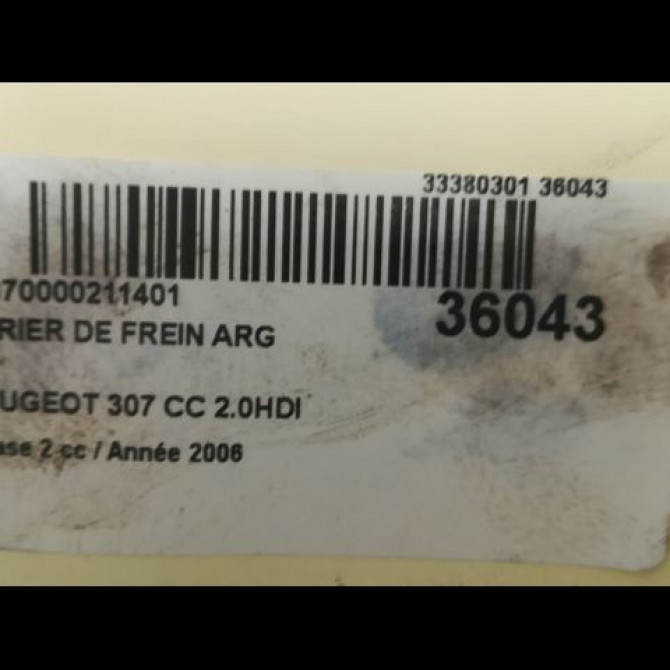 33380301 36043
70000211401
36043
RIER DE FREIN ARG
UGEOT 307 CC 2.0HDI
ase 2 cc / Année 2006